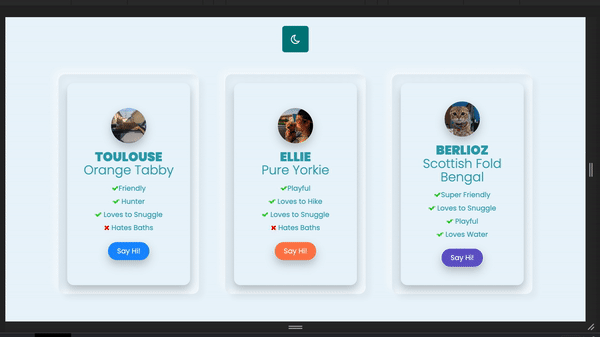 TOULOUSE
Orange Tabby
Friendly
Hunter
Loves to Snuggle
Hates Baths
Say Hi!
ELLIE
Pure Yorkie
Playful
Loves to Hike
Loves to Snuggle
Hates Baths
Say Hi!
BERLIOZ
Scottish Fold
Bengal
Super Friendly
Loves to Snuggle
Playful
Loves Water
Say Hi!